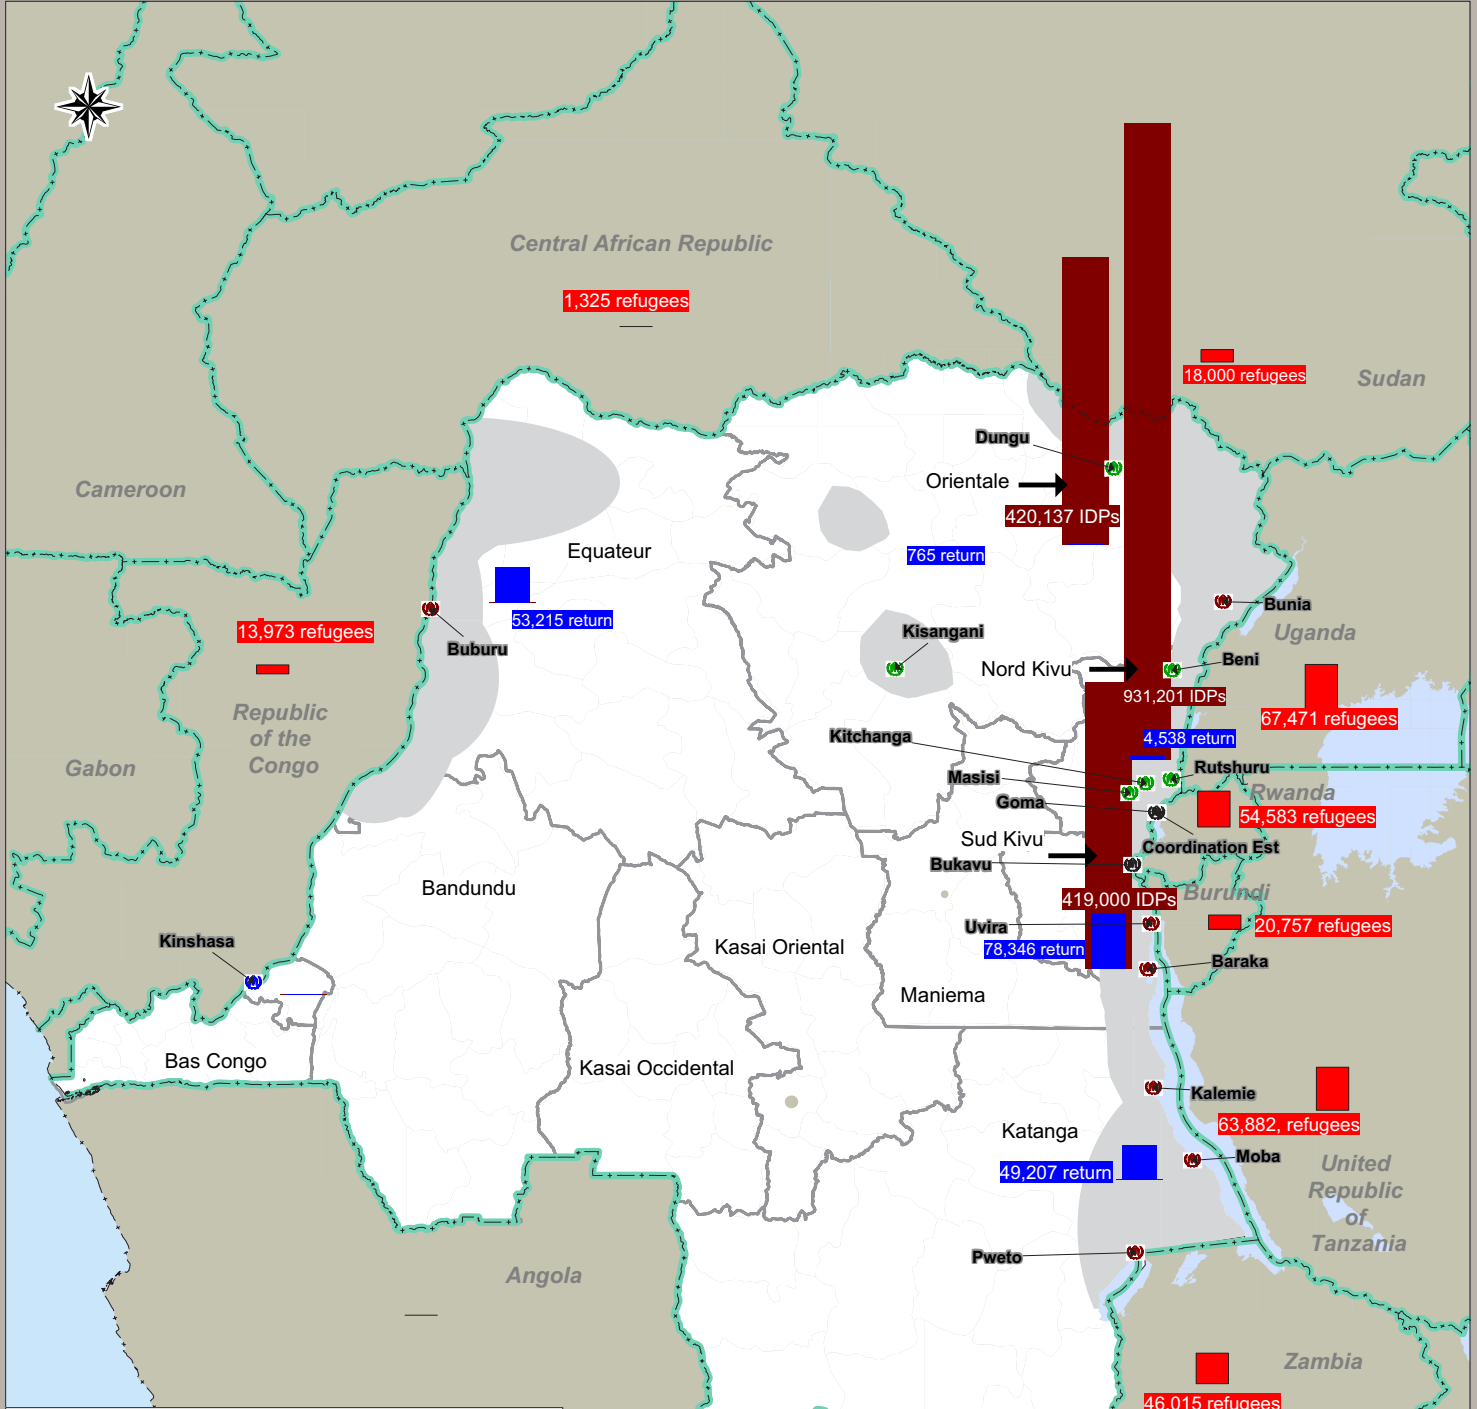 Central African Republic
1,325 refugees
18,000 refugees
Sudan
Dungu
Orientale
420,137 IDPs
Cameroon
Equateur
765 return
53,215 return
13,973 refugees
Buburu
Kisangani
Bunia
Uganda
Nord Kivu
Beni
931,201 IDPs
67,471 refugees
Republic
of the
Congo
Gabon
Kitchanga
4,538 return
Masisi
Rutshuru
Goma
Rwanda
54,583 refugees
Sud Kivu
Coordination Est
Bukavu
Bandundu
419,000 IDPs
Burundi
Kinshasa
Kasai Oriental
Uvira
20,757 refugees
78,346 return
Baraka
Maniema
Bas Congo
Kasai Occidental
Kalemie
63,882, refugees
Katanga
49,207 return
Moba
United
Republic
of
Tanzania
Pweto
Angola
Zambia
46,015 refugees